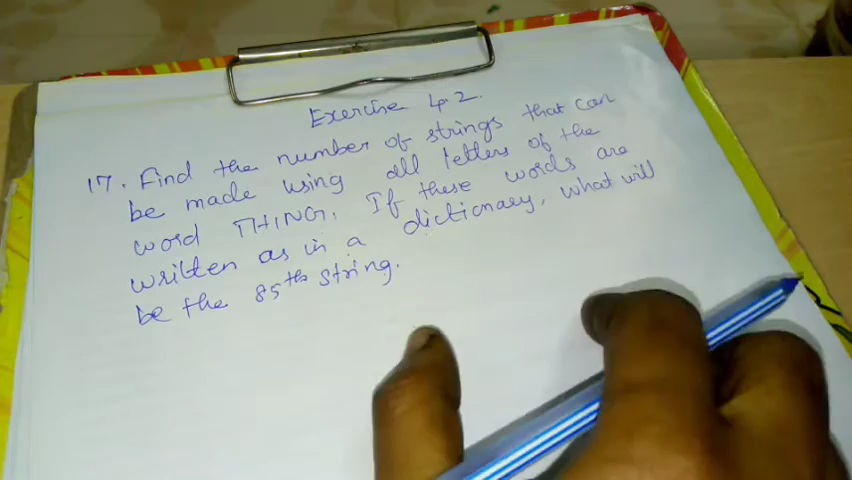 Exercise 4.2.
17. Find the number of strings that can
be made using all letters of the
word THING. If these words are
written as in a dictionary, what will
be the 85th string.